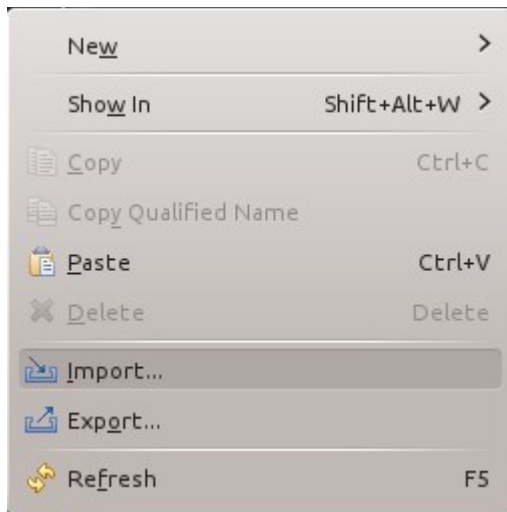 New >
Show In Shift+Alt+W >
Copy Ctrl+C
Copy Qualified Name
Paste Ctrl+V
Delete Delete
Import...
Export...
Refresh F5